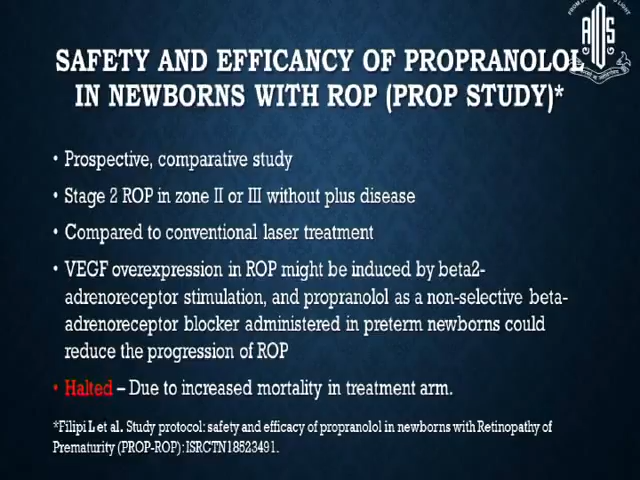 SAFETY AND EFFICANCY OF PROPRANOLOL
IN NEWBORNS WITH ROP (PROP STUDY)*
• Prospective, comparative study
• Stage 2 ROP in zone II or III without plus disease
• Compared to conventional laser treatment
• VEGF overexpression in ROP might be induced by beta2-
adrenoreceptor stimulation, and propranolol as a non-selective beta-
adrenoreceptor blocker administered in preterm newborns could
reduce the progression of ROP
• Halted – Due to increased mortality in treatment arm.
*Filipi L et al. Study protocol: safety and efficacy of propranolol in newborns with Retinopathy of
Prematurity (PROP-ROP): ISRCTN18523491.